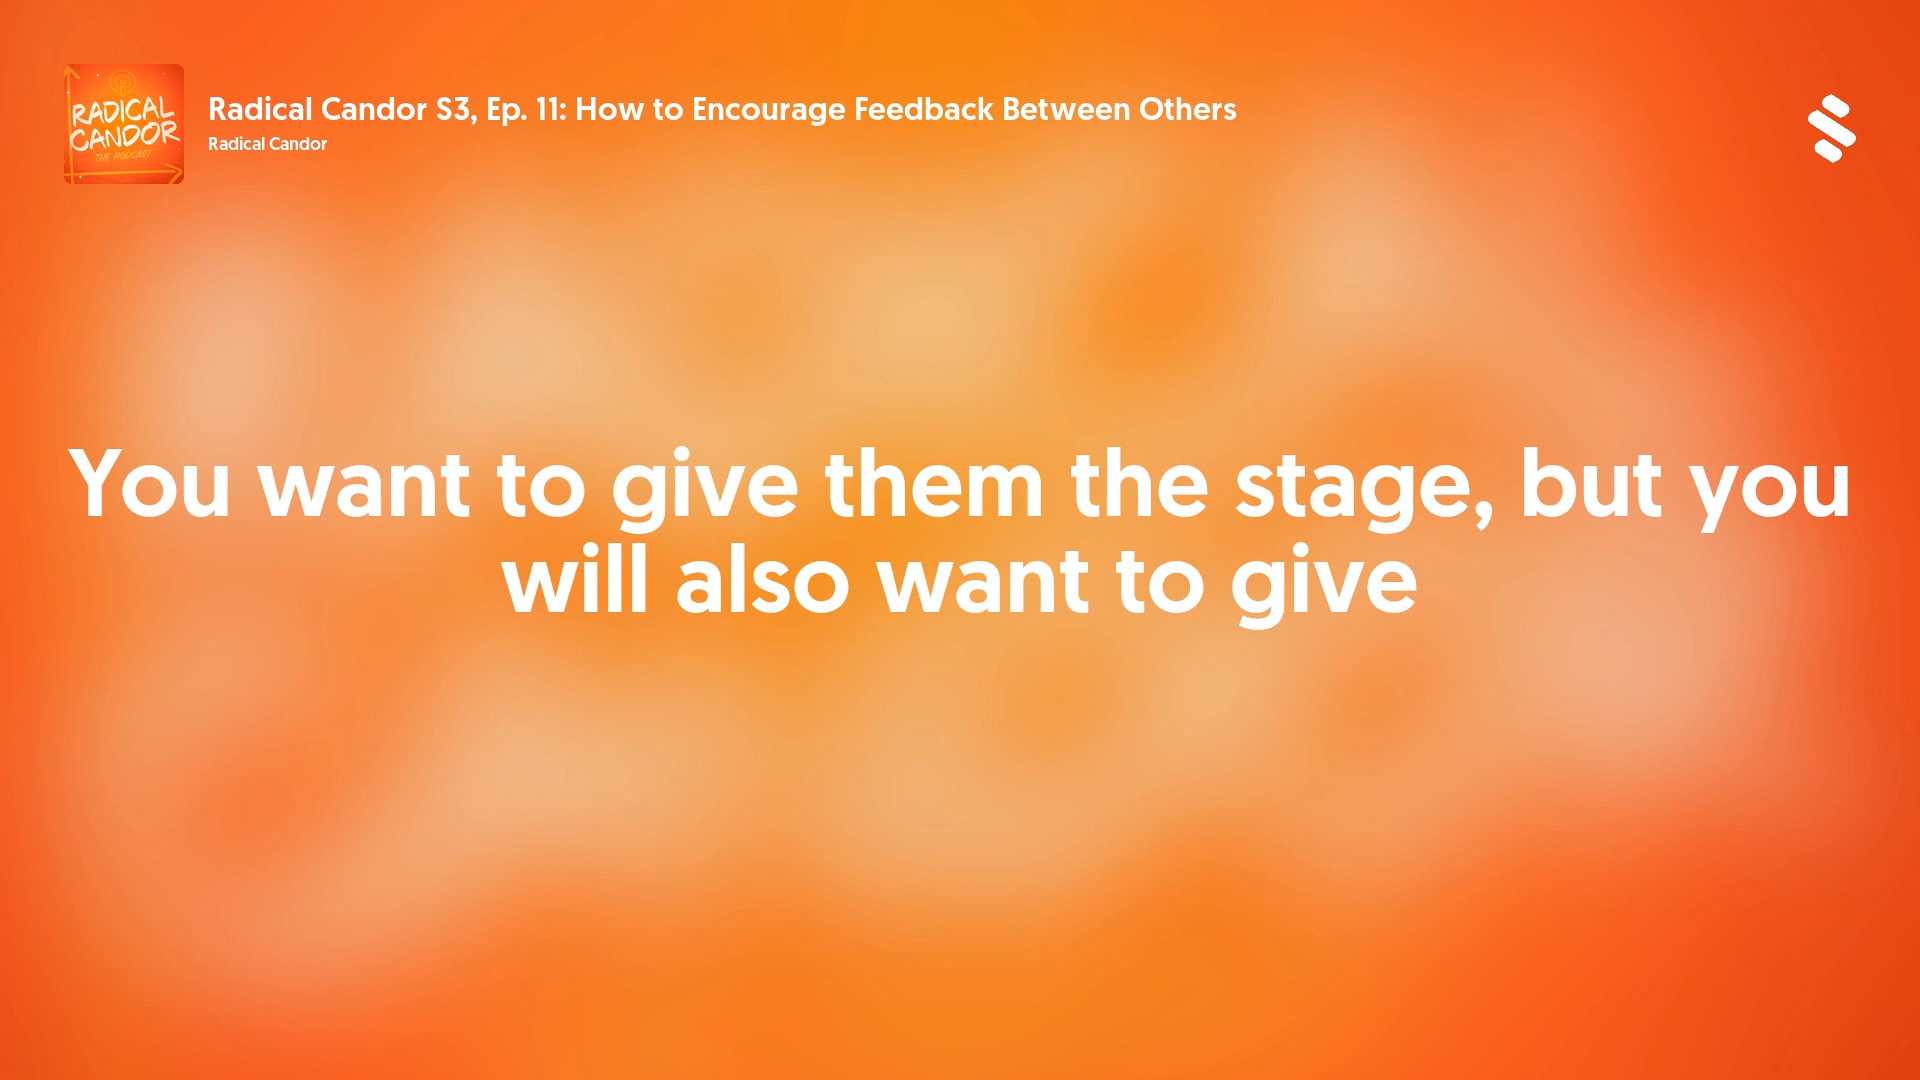 RADICAL
CANDOR
THE PODCAST
Radical Candor S3, Ep. 11: How to Encourage Feedback Between Others
Radical Candor
You want to give them the stage, but you
will also want to give